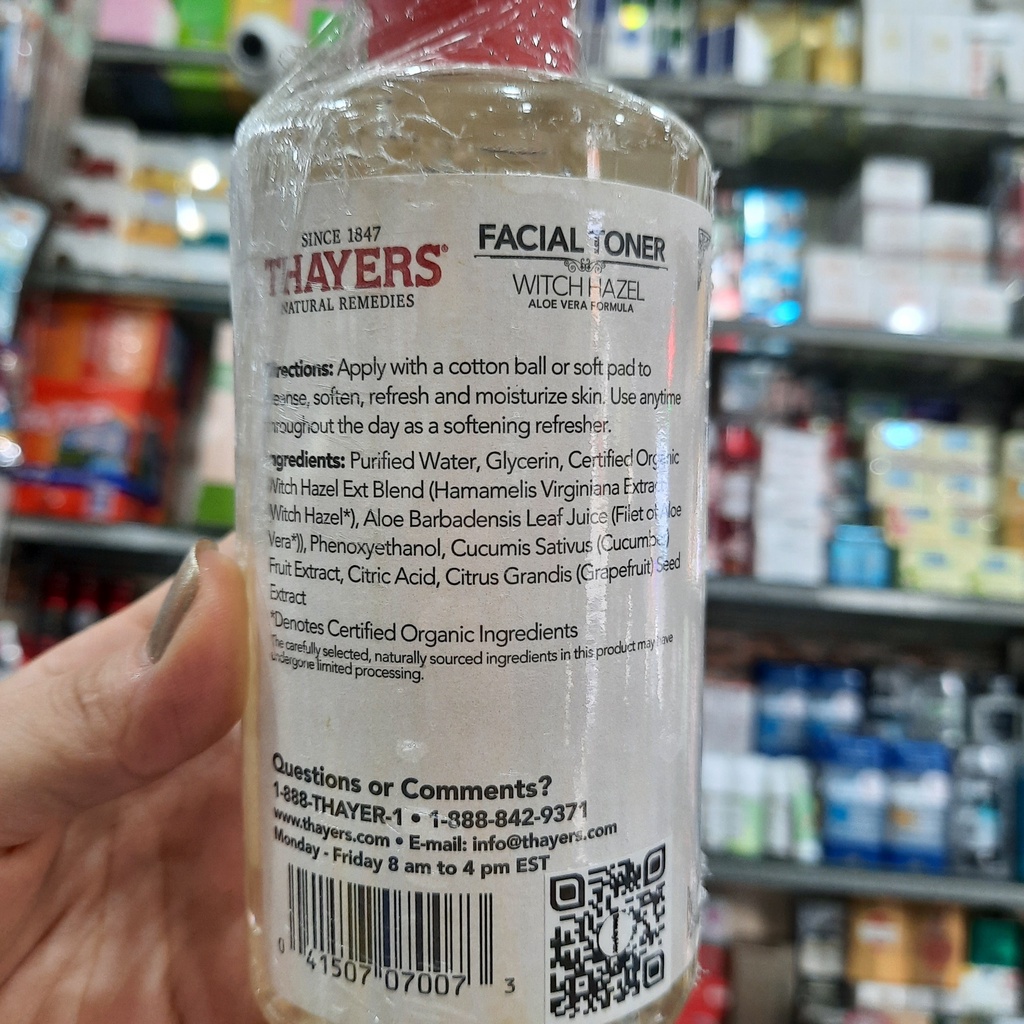 SINCE 1847
THAYERS®
NATURAL REMEDIES
FACIAL TONER
WITCH HAZEL
ALOE VERA FORMULA
rections: Apply with a cotton ball or soft pad to
eanse, soften, refresh and moisturize skin. Use anytime
roughout the day as a softening refresher.
ngredients: Purified Water, Glycerin, Certified Organic
Witch Hazel Ext Blend (Hamamelis Virginiana Extract
(Witch Hazel*), Aloe Barbadensis Leaf Juice (Filet of Aloe
Vera*)), Phenoxyethanol, Cucumis Sativus (Cucumber)
Fruit Extract, Citric Acid, Citrus Grandis (Grapefruit) Seed
Extract
*Denotes Certified Organic Ingredients
The carefully selected, naturally sourced ingredients in this product may have
undergone limited processing.
Questions or Comments?
1-888-THAYER-1 • 1-888-842-9371
www.thayers.com • E-mail: info@thayers.com
Monday - Friday 8 am to 4 pm EST
0 41507 07007 3